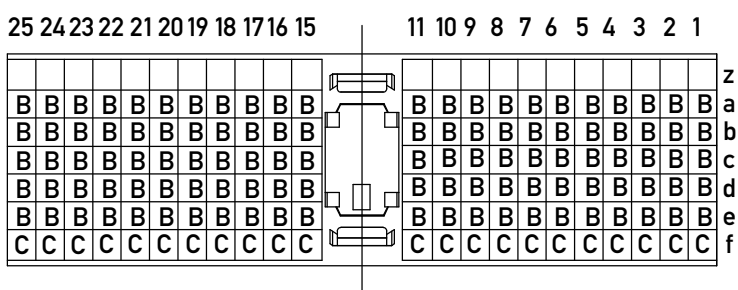 25 24 23 22 21 20 19 18 17 16 15 11 10 9 8 7 6 5 4 3 2 1
z
B B B B B B B B B B B B B B B B B B B B B B a
B B B B B B B B B B B B B B B B B B B B B B b
B B B B B B B B B B B B B B B B B B B B B B c
B B B B B B B B B B B B B B B B B B B B B B d
B B B B B B B B B B B B B B B B B B B B B B e
C C C C C C C C C C C C C C C C C C C C C C f